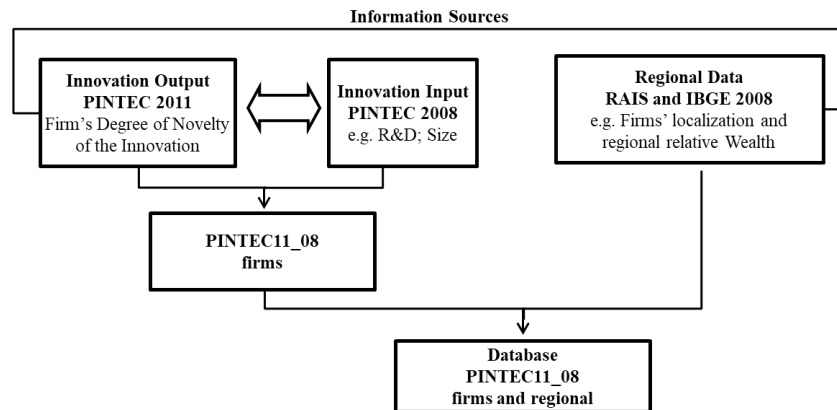 Information Sources
Innovation Output
PINTEC 2011
Firm's Degree of Novelty
of the Innovation
Innovation Input
PINTEC 2008
e.g. R&D; Size
Regional Data
RAIS and IBGE 2008
e.g. Firms' localization and
regional relative Wealth
PINTEC11_08
firms
Database
PINTEC11_08
firms and regional